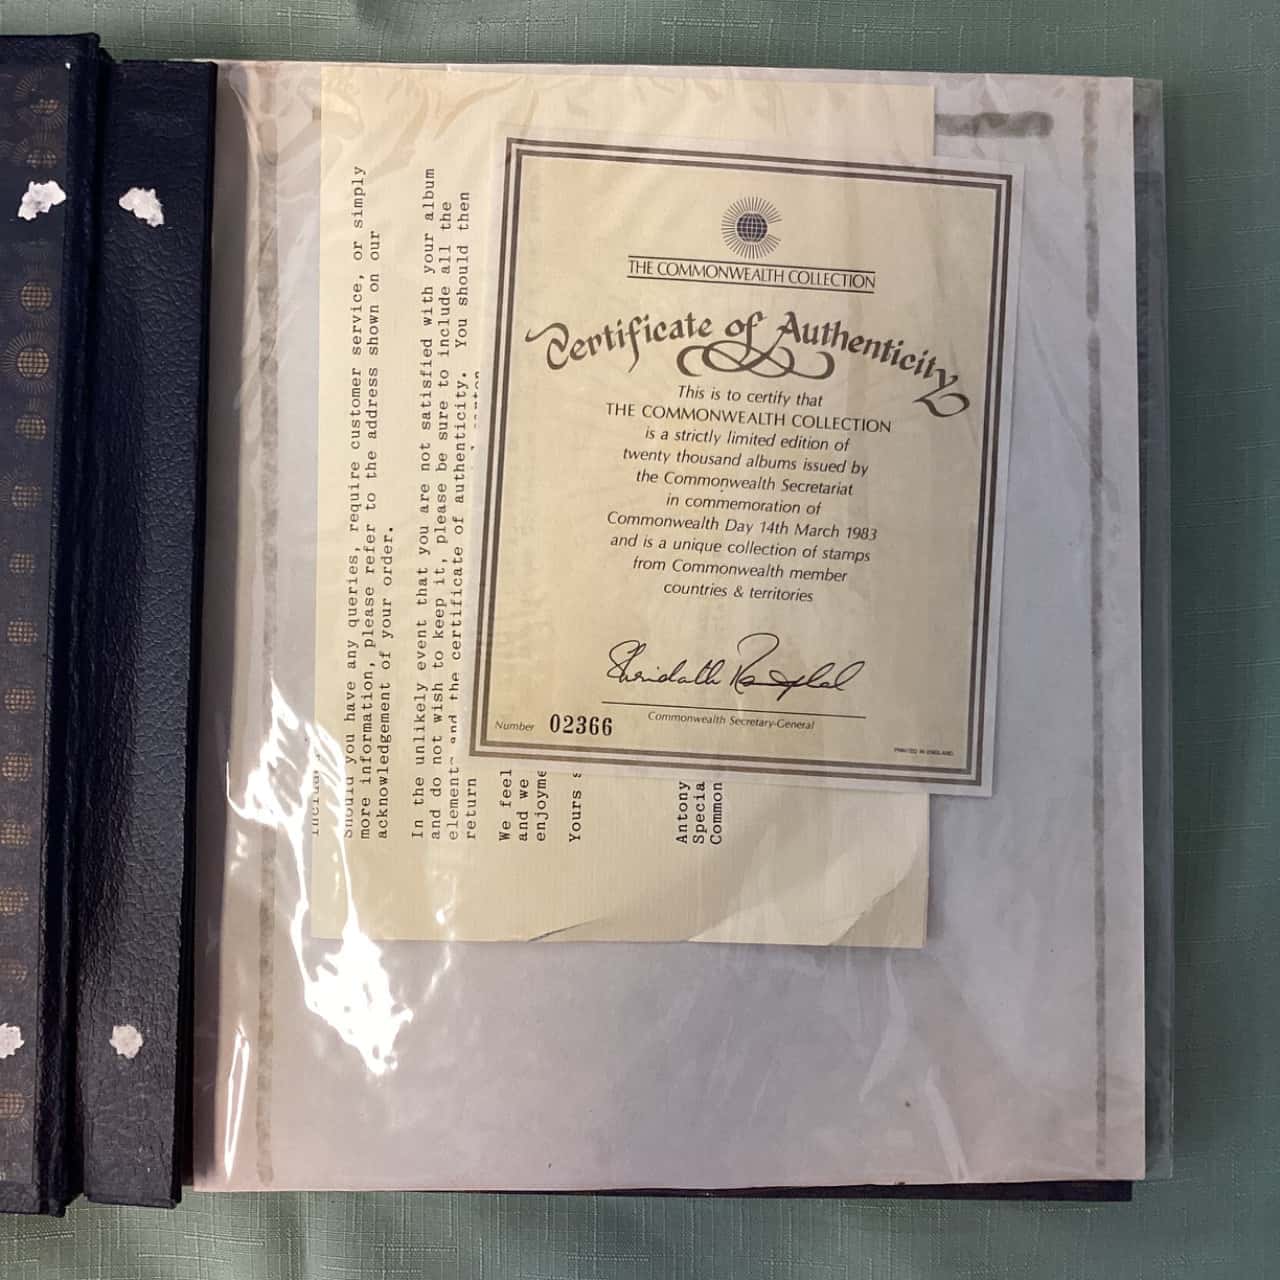 THE COMMONWEALTH COLLECTION
Certificate of Authenticity
This is to certify that
THE COMMONWEALTH COLLECTION
is a strictly limited edition of
twenty thousand albums issued by
the Commonwealth Secretariat
in commemoration of
Commonwealth Day 14th March 1983
and is a unique collection of stamps
from Commonwealth member
countries & territories
Shridath Ramphal
Commonwealth Secretary-General
Number 02366
PRINTED IN ENGLAND
Should you have any queries, require customer service, or simply
more information, please refer to the address shown on our
acknowledgement of your order.
In the unlikely event that you are not satisfied with your album
and do not wish to keep it, please be sure to include all the
and the certificate of authenticity. You should then
return
We feel
and we
enjoyme
Yours
Antony
Specia
Common